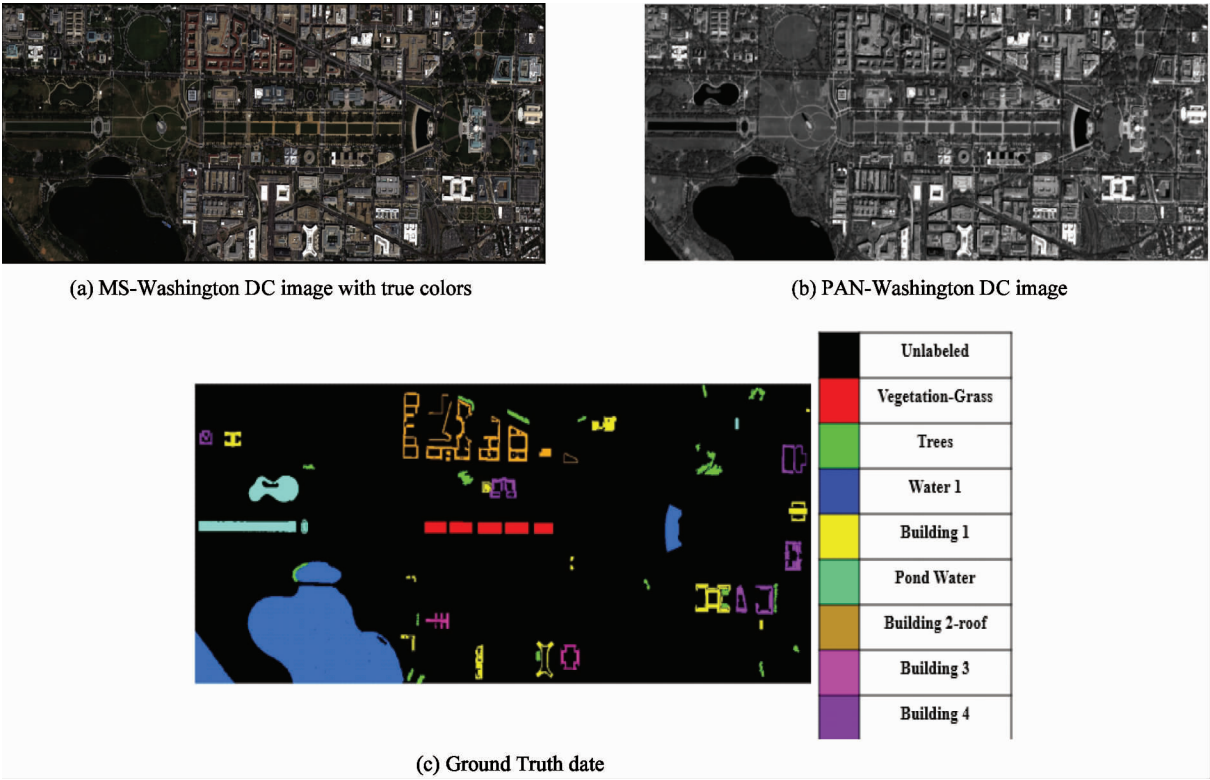 (a) MS-Washington DC image with true colors
(b) PAN-Washington DC image
Unlabeled
Vegetation-Grass
Trees
Water 1
Building 1
Pond Water
Building 2-roof
Building 3
Building 4
(c) Ground Truth date